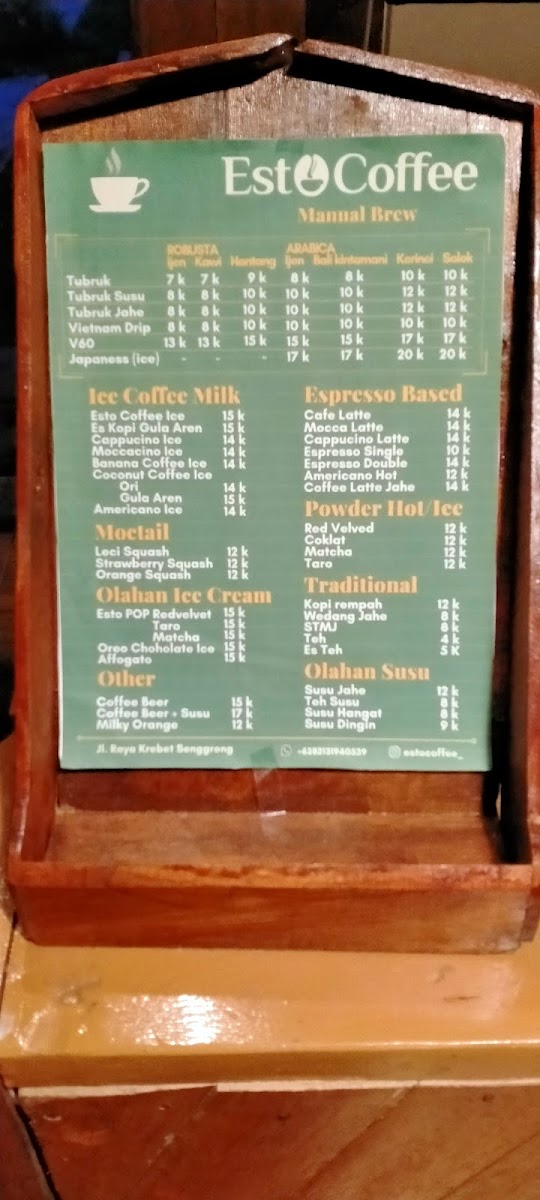 Esto Coffee
Manual Brew
ROBUSTA ARABICA
Ijen Kawi Hantang Ijen Bali kintamani Kerinci Solok
Tubruk 7 k 7 k 9 k 8 k 8 k 10 k 10 k
Tubruk Susu 8 k 8 k 10 k 10 k 10 k 12 k 12 k
Tubruk Jahe 8 k 8 k 10 k 10 k 10 k 12 k 12 k
Vietnam Drip 8 k 8 k 10 k 10 k 10 k 10 k 10 k
V60 13 k 13 k 15 k 15 k 15 k 17 k 17 k
Japaness (ice) - - - 17 k 17 k 20 k 20 k
Ice Coffee Milk
Esto Coffee Ice 15 k
Es Kopi Gula Aren 15 k
Cappucino Ice 14 k
Moccacino Ice 14 k
Banana Coffee Ice 14 k
Coconut Coffee Ice
Ori 14 k
Gula Aren 15 k
Americano Ice 14 k
Moctail
Leci Squash 12 k
Strawberry Squash 12 k
Orange Squash 12 k
Olahan Ice Cream
Esto POP Redvelvet 15 k
Taro 15 k
Matcha 15 k
Oreo Choholate Ice 15 k
Affogato 15 k
Other
Coffee Beer 15 k
Coffee Beer + Susu 17 k
Milky Orange 12 k
Espresso Based
Cafe Latte 14 k
Mocca Latte 14 k
Cappucino Latte 14 k
Espresso Single 10 k
Espresso Double 14 k
Americano Hot 12 k
Coffee Latte Jahe 14 k
Powder Hot/Ice
Red Velved 12 k
Coklat 12 k
Matcha 12 k
Taro 12 k
Traditional
Kopi rempah 12 k
Wedang Jahe 8 k
STMJ 8 k
Teh 4 k
Es Teh 5 K
Olahan Susu
Susu Jahe 12 k
Teh Susu 8 k
Susu Hangat 8 k
Susu Dingin 9 k
Jl. Raya Krebet Senggrong +6282131940539 estocoffee_